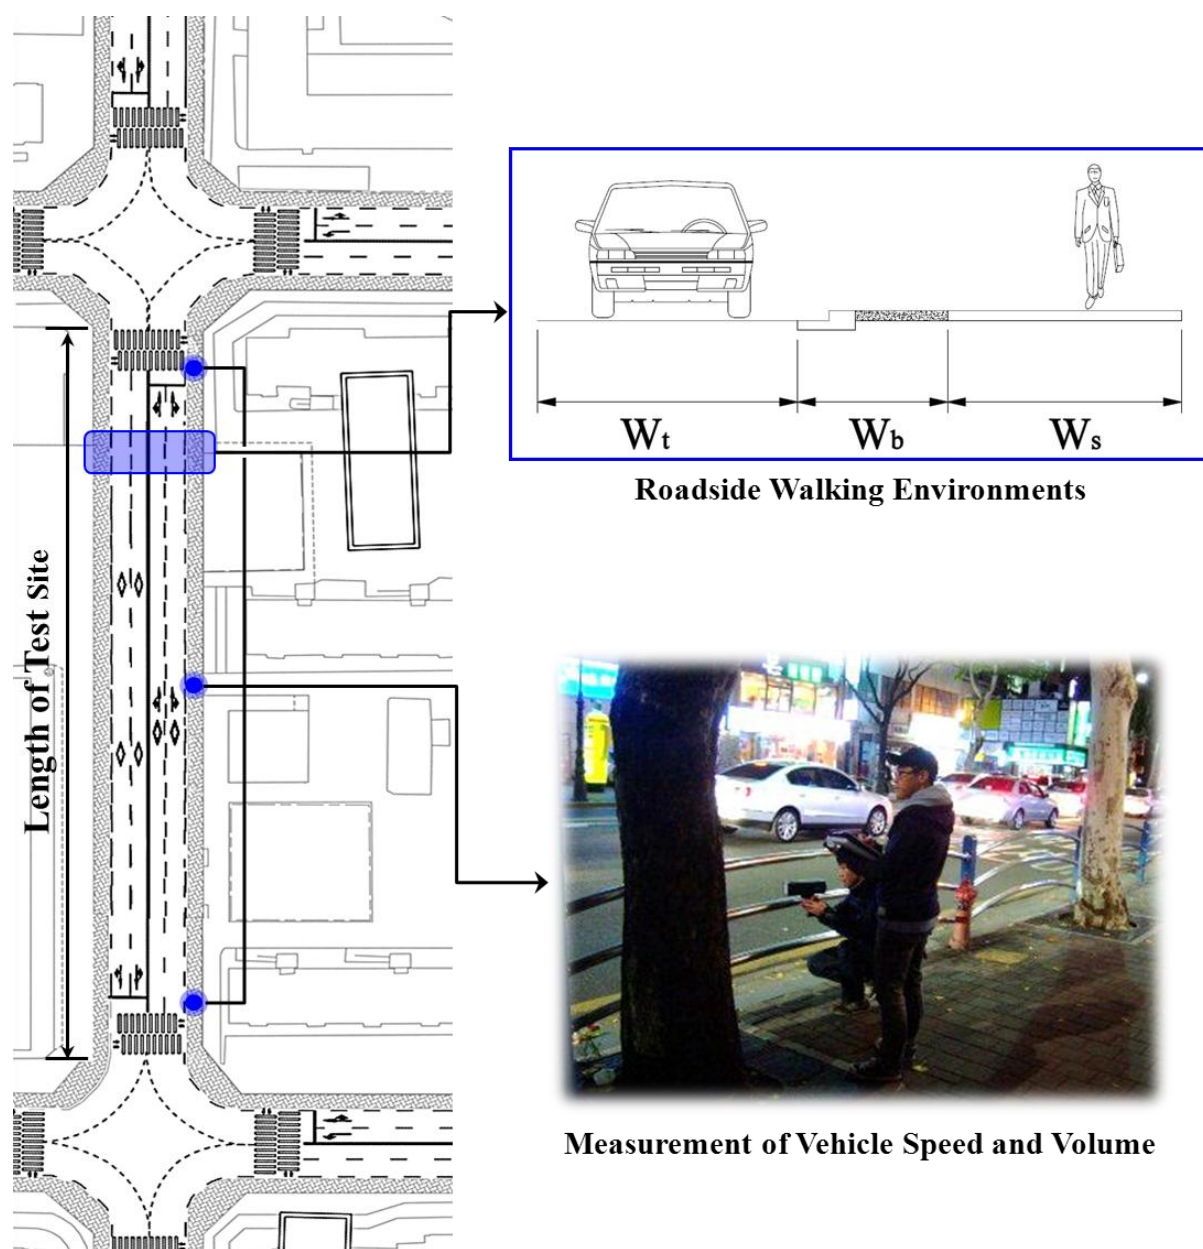 Wt
Wb
Ws
Roadside Walking Environments
Length of Test Site
Measurement of Vehicle Speed and Volume